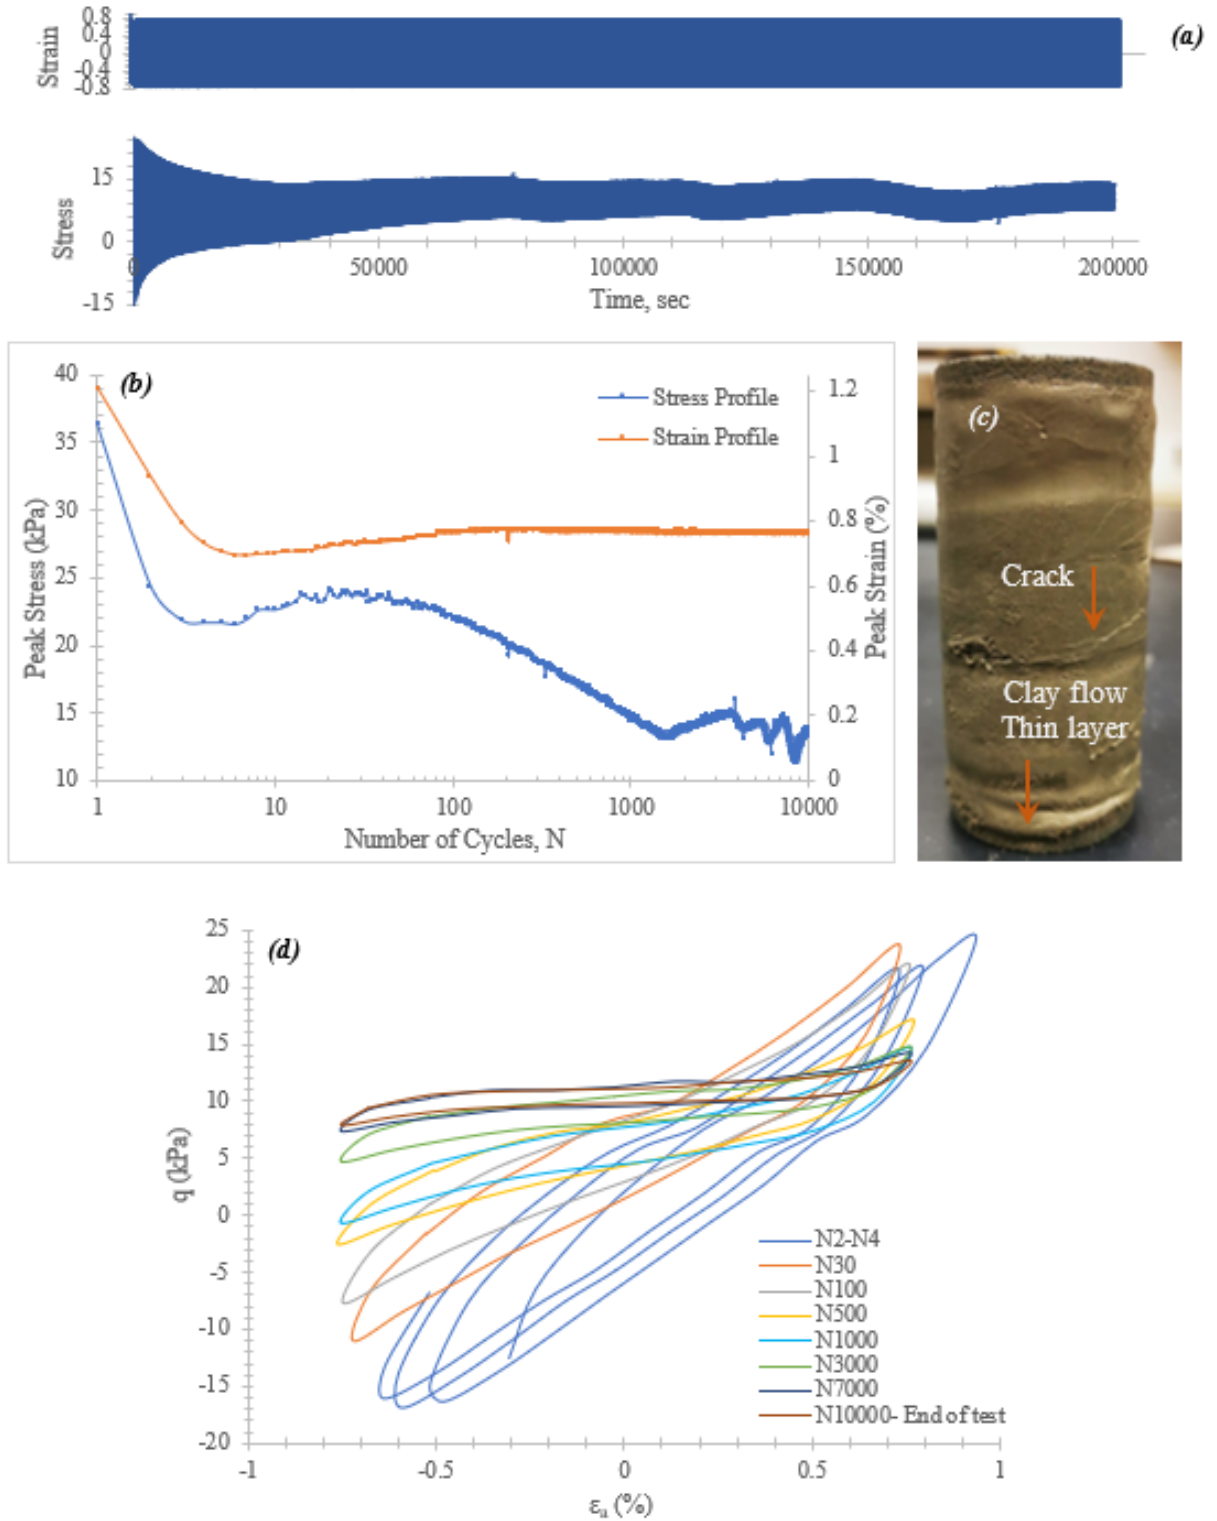 (a)
Strain
0.8
0.4
0
-0.4
-0.8
Stress
15
0
-15
0 50000 100000 150000 200000
Time, sec
(b)
Peak Stress (kPa)
40
35
30
25
20
15
10
Stress Profile
Strain Profile
1.2
1
0.8
0.6
0.4
0.2
0
Peak Strain (%)
1 10 100 1000 10000
Number of Cycles, N
(c)
Crack
Clay flow
Thin layer
(d)
q (kPa)
25
20
15
10
5
0
-5
-10
-15
-20
N2-N4
N30
N100
N500
N1000
N3000
N7000
N10000- End of test
-1 -0.5 0 0.5 1
εa (%)